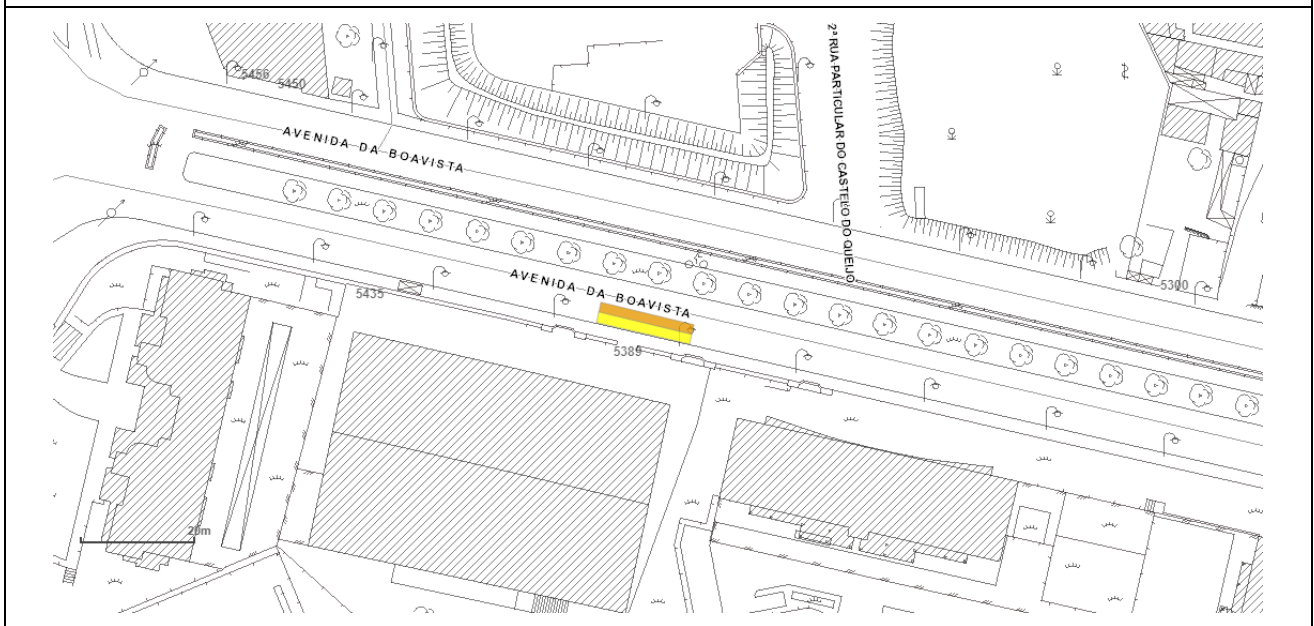 5456
5450
AVENIDA DA BOAVISTA
2ª RUA PARTICULAR DO CASTELO DO QUEIJO
AVENIDA DA BOAVISTA
5435
5300
5389
20m